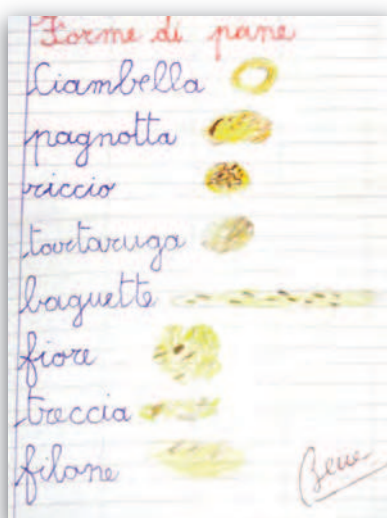 Forme di pane
Ciambella
pagnotta
riccio
tartaruga
baguette
fiore
treccia
filone
Bene